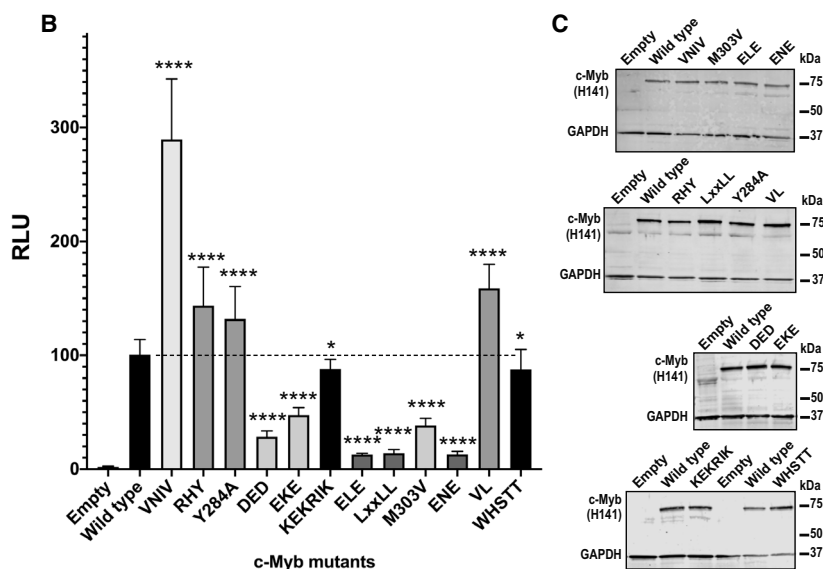 B
RLU
300
200
100
0
****
****
****
****
****
*
****
****
****
****
****
*
Empty
Wild type
VNIV
RHY
Y284A
DED
EKE
KEKRIK
ELE
LxxLL
M303V
ENE
VL
WHSTT
c-Myb mutants
C
Empty Wild type VNIV M303V ELE ENE
kDa
c-Myb
(H141)
75
50
GAPDH
37
Empty Wild type RHY LxxLL Y284A VL
kDa
c-Myb
(H141)
75
50
GAPDH
37
Empty Wild type DED EKE
kDa
c-Myb
(H141)
75
50
GAPDH
37
Empty Wild type KEKRIK Empty Wild type WHSTT
kDa
c-Myb
(H141)
75
50
GAPDH
37